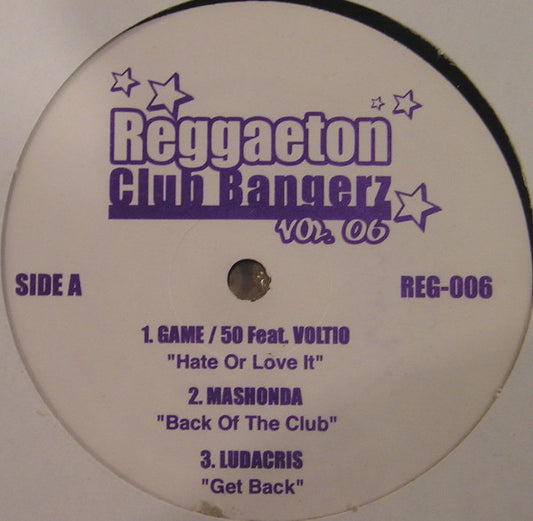 Reggaeton
Club Bangerz
VOL. 06
SIDE A
REG-006
1. GAME / 50 Feat. VOLTIO
"Hate Or Love It"
2. MASHONDA
"Back Of The Club"
3. LUDACRIS
"Get Back"